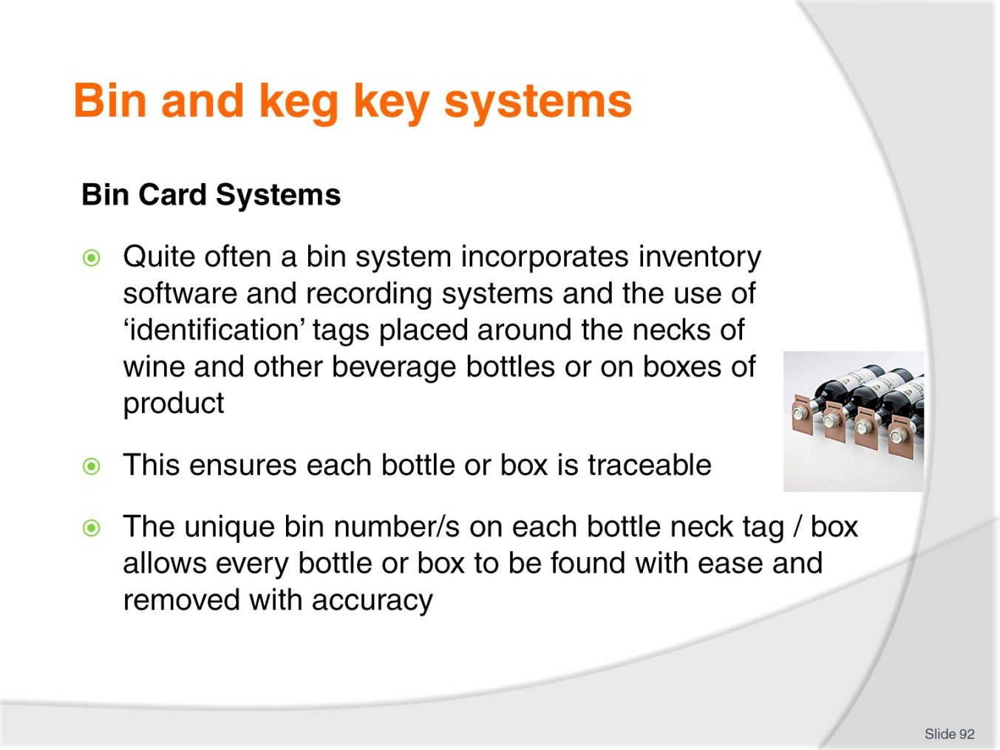 Bin and keg key systems
Bin Card Systems
Quite often a bin system incorporates inventory
software and recording systems and the use of
‘identification’ tags placed around the necks of
wine and other beverage bottles or on boxes of
product
This ensures each bottle or box is traceable
The unique bin number/s on each bottle neck tag / box
allows every bottle or box to be found with ease and
removed with accuracy
Slide 92